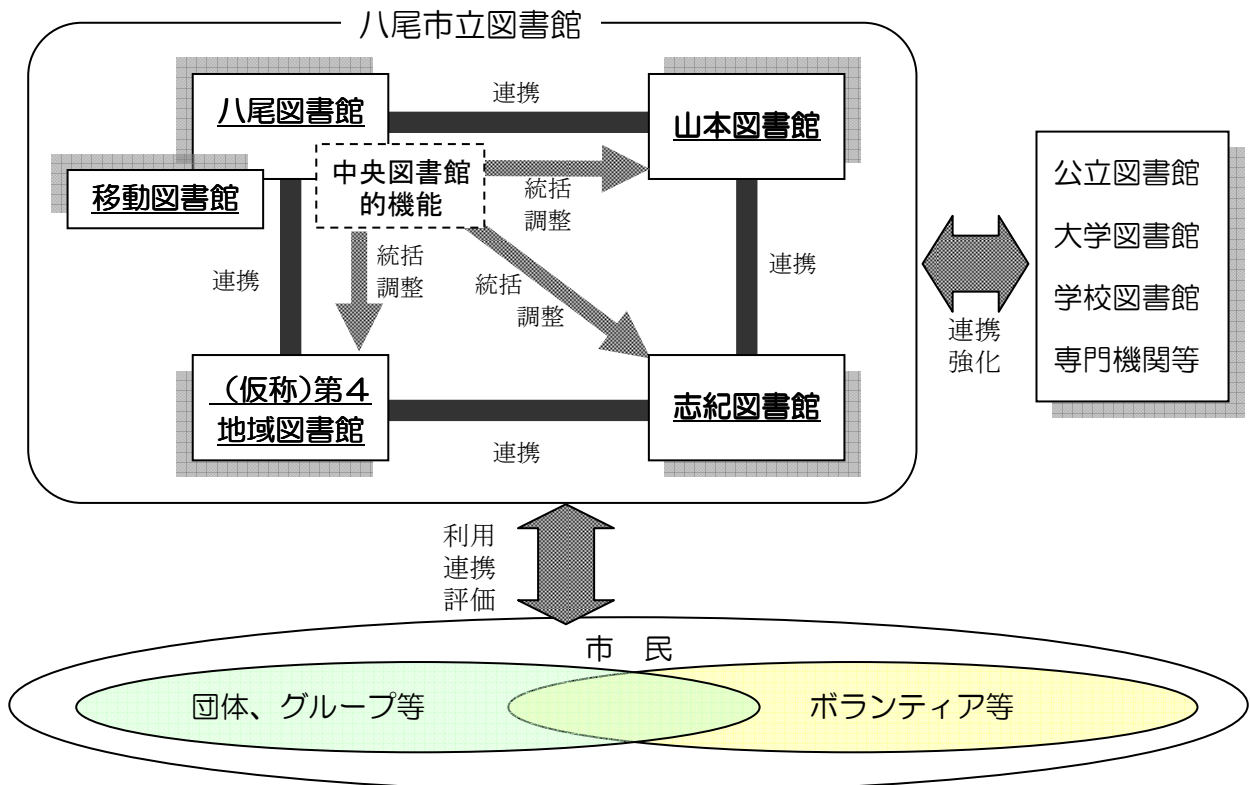 八尾市立図書館
八尾図書館
連携
山本図書館
移動図書館
中央図書館
的機能
統括
調整
統括
調整
統括
調整
連携
連携
(仮称)第4
地域図書館
連携
志紀図書館
連携
強化
公立図書館
大学図書館
学校図書館
専門機関等
利用
連携
評価
市　民
団体、グループ等
ボランティア等